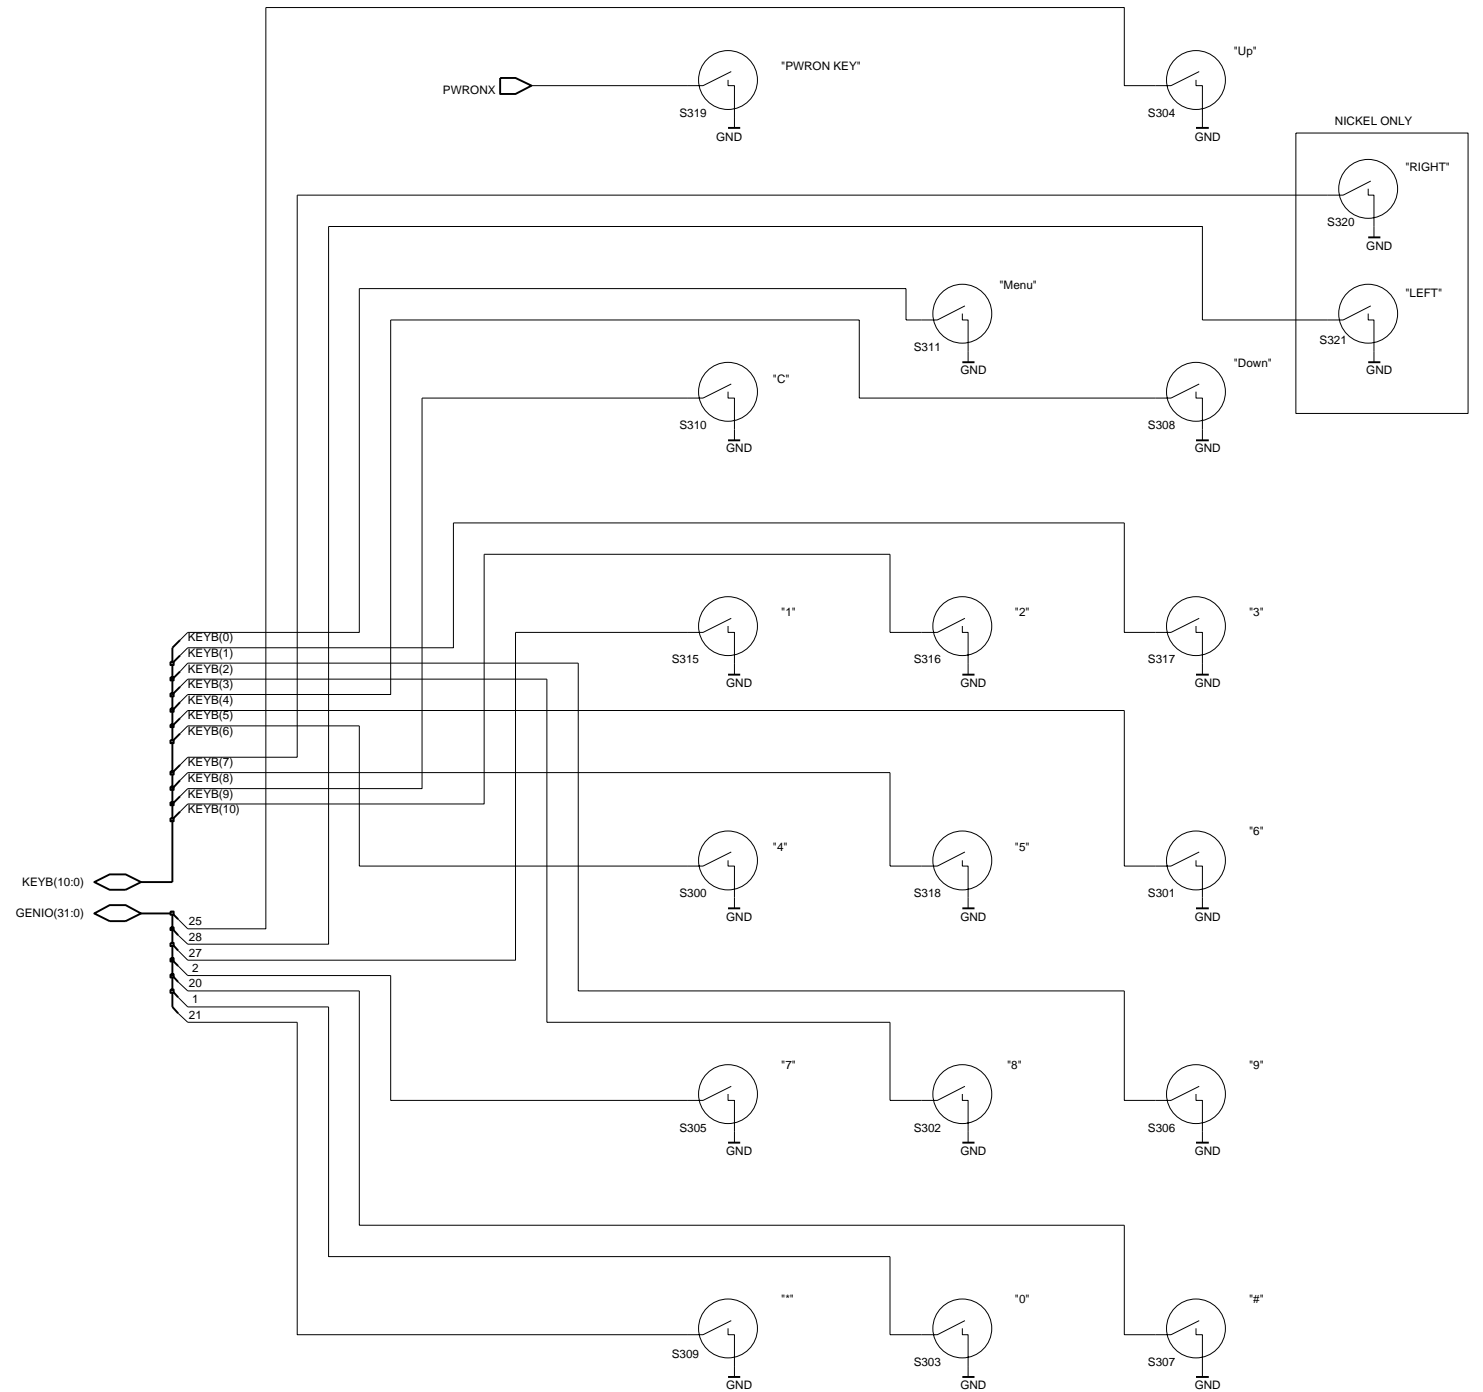 "Up"
"PWRON KEY"
PWRONX
S319
GND
S304
GND
NICKEL ONLY
"RIGHT"
S320
GND
"Menu"
"LEFT"
S311
GND
S321
GND
"C"
"Down"
S310
GND
S308
GND
"1"
"2"
"3"
KEYB(0)
KEYB(1)
KEYB(2)
KEYB(3)
KEYB(4)
KEYB(5)
KEYB(6)
KEYB(7)
KEYB(8)
KEYB(9)
KEYB(10)
S315
GND
S316
GND
S317
GND
"4"
"5"
"6"
KEYB(10:0)
S300
GND
S318
GND
S301
GND
GENIO(31:0)
25
28
27
2
20
1
21
"7"
"8"
"9"
S305
GND
S302
GND
S306
GND
"*"
"0"
"#"
S309
GND
S303
GND
S307
GND